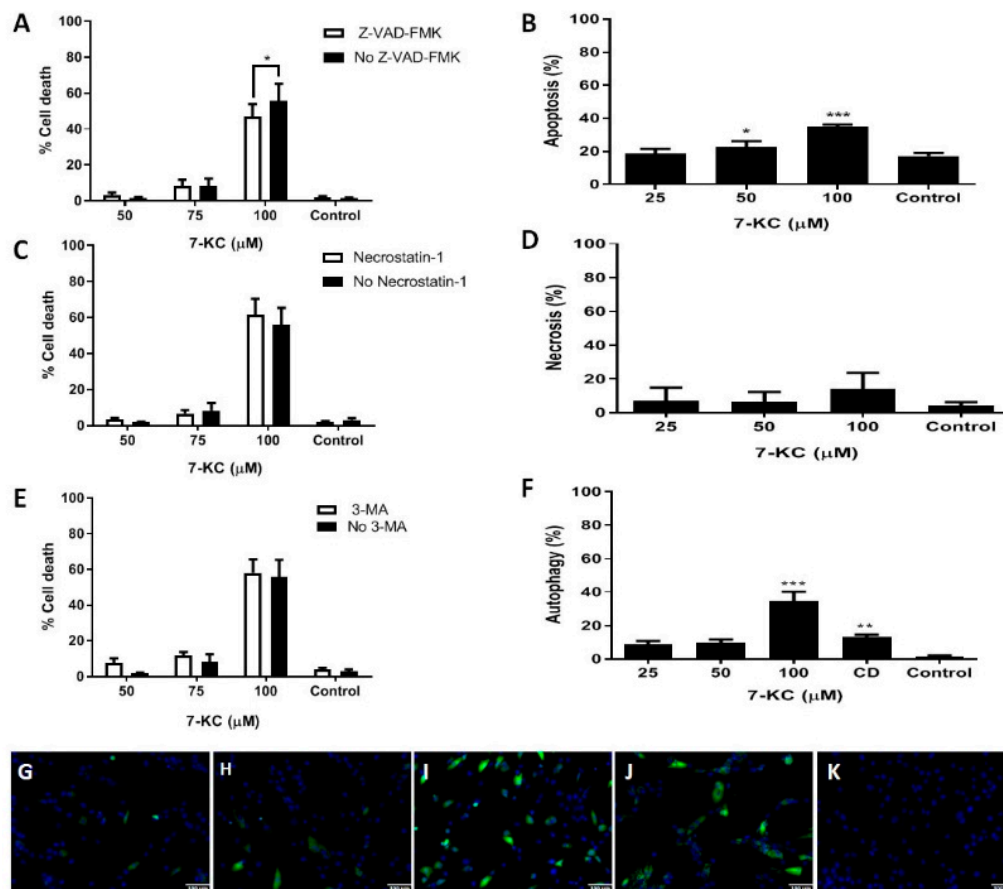 A
Z-VAD-FMK
No Z-VAD-FMK
% Cell death
100
80
60
40
20
0
*
50 75 100 Control
7-KC (μM)
B
Apoptosis (%)
100
80
60
40
20
0
*
***
25 50 100 Control
7-KC (μM)
C
Necrostatin-1
No Necrostatin-1
% Cell death
100
80
60
40
20
0
50 75 100 Control
7-KC (μM)
D
Necrosis (%)
100
80
60
40
20
0
25 50 100 Control
7-KC (μM)
E
3-MA
No 3-MA
% Cell death
100
80
60
40
20
0
50 75 100 Control
7-KC (μM)
F
Autophagy (%)
100
80
60
40
20
0
***
**
25 50 100 CD Control
7-KC (μM)
G H I J K